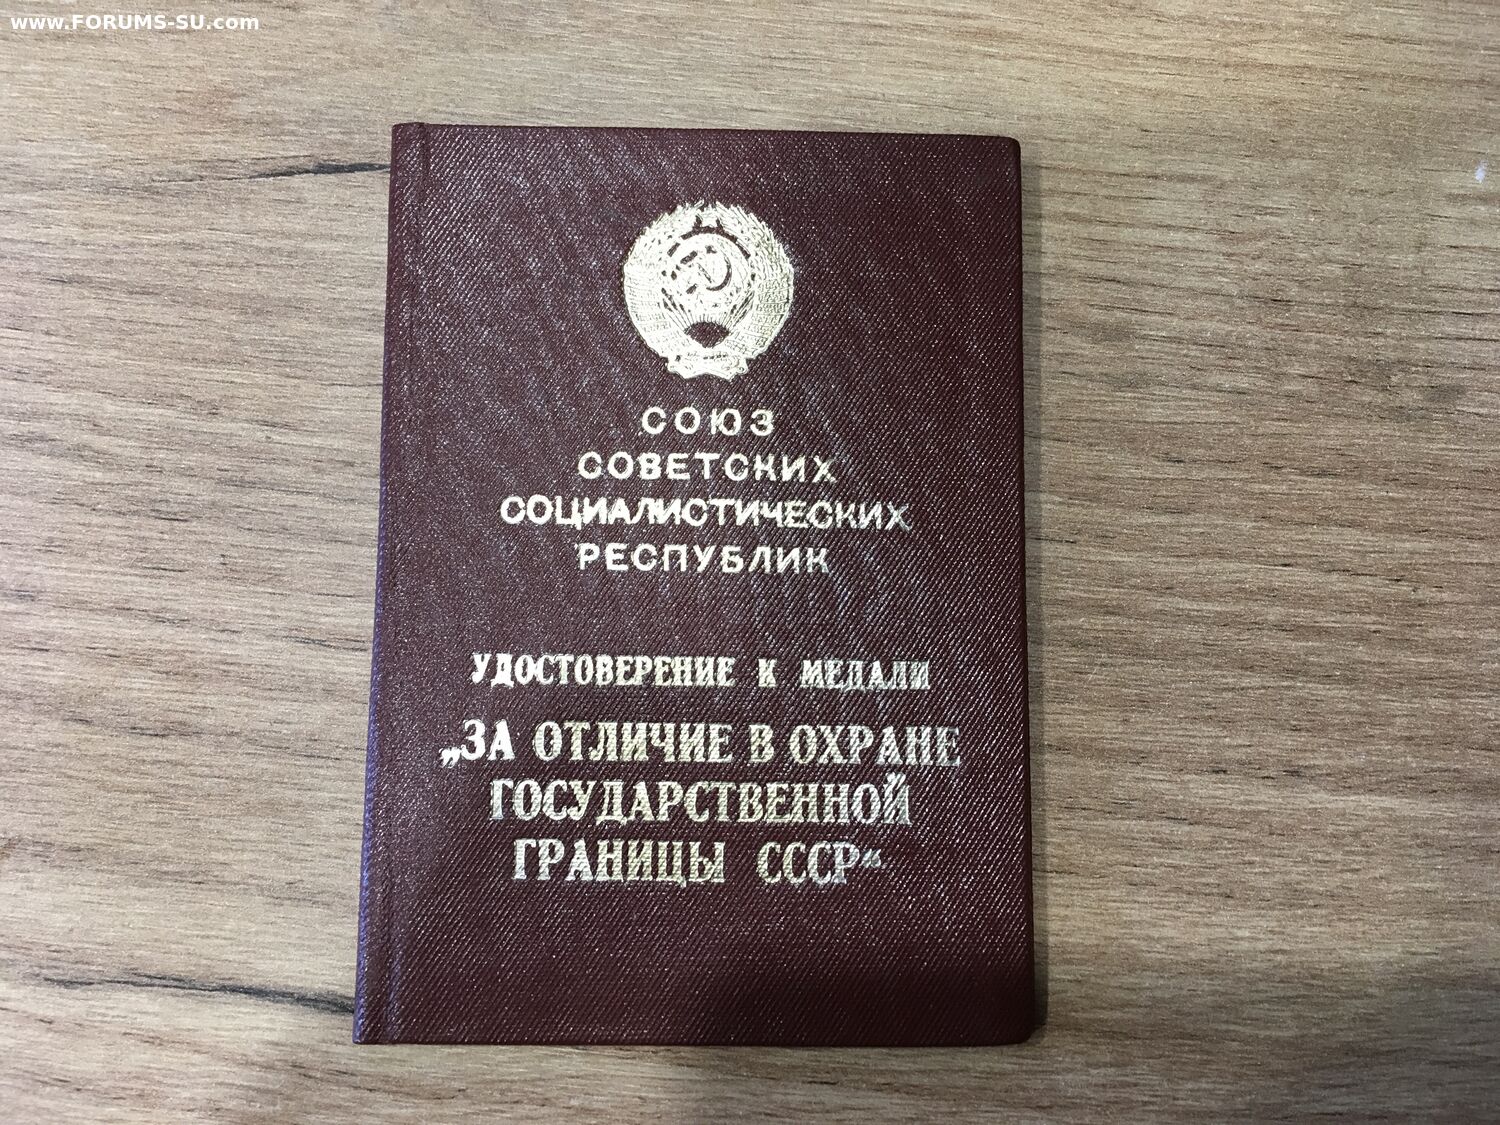 www.FORUMS-SU.com
СОЮЗ
СОВЕТСКИХ
СОЦИАЛИСТИЧЕСКИХ
РЕСПУБЛИК
УДОСТОВЕРЕНИЕ К МЕДАЛИ
„ЗА ОТЛИЧИЕ В ОХРАНЕ
ГОСУДАРСТВЕННОЙ
ГРАНИЦЫ СССР“